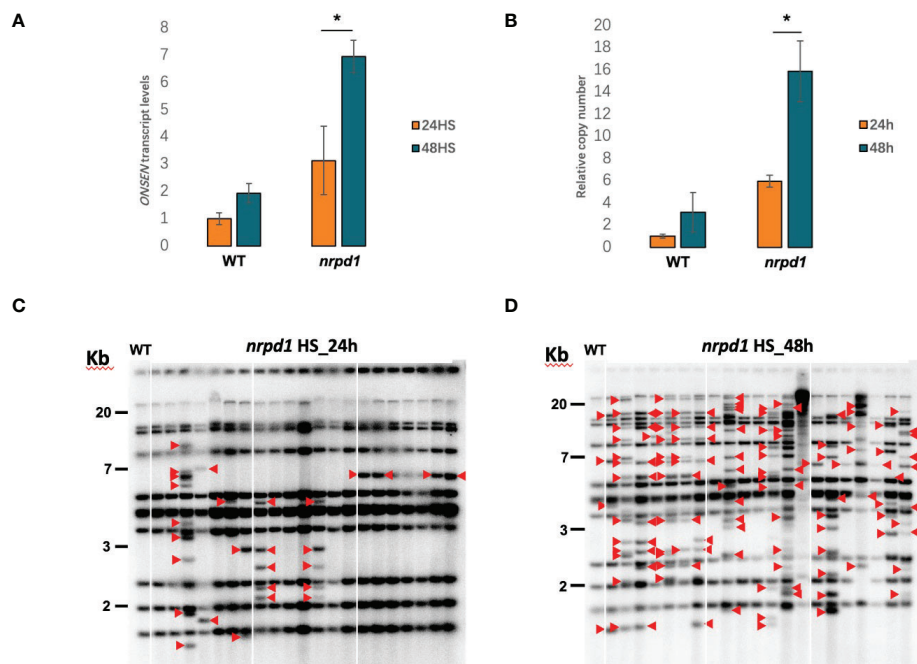 A
ONSEN transcript levels
8
7
6
5
4
3
2
1
0
*
WT
nrpd1
24HS
48HS
B
Relative copy number
20
18
16
14
12
10
8
6
4
2
0
*
WT
nrpd1
24h
48h
C
WT
nrpd1 HS_24h
Kb
20
7
3
2
D
WT
nrpd1 HS_48h
Kb
20
7
3
2